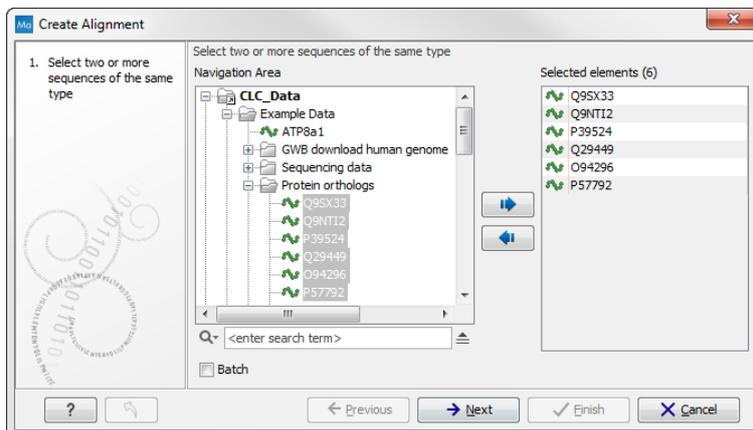 Ma Create Alignment
1. Select two or more
sequences of the same
type
Select two or more sequences of the same type
Navigation Area
CLC_Data
Example Data
ATP8a1
GWB download human genome
Sequencing data
Protein orthologs
Q9SX33
Q9NTI2
P39524
Q29449
O94296
P57792
<enter search term>
Batch
Selected elements (6)
Q9SX33
Q9NTI2
P39524
Q29449
O94296
P57792
?
Previous
Next
Finish
Cancel